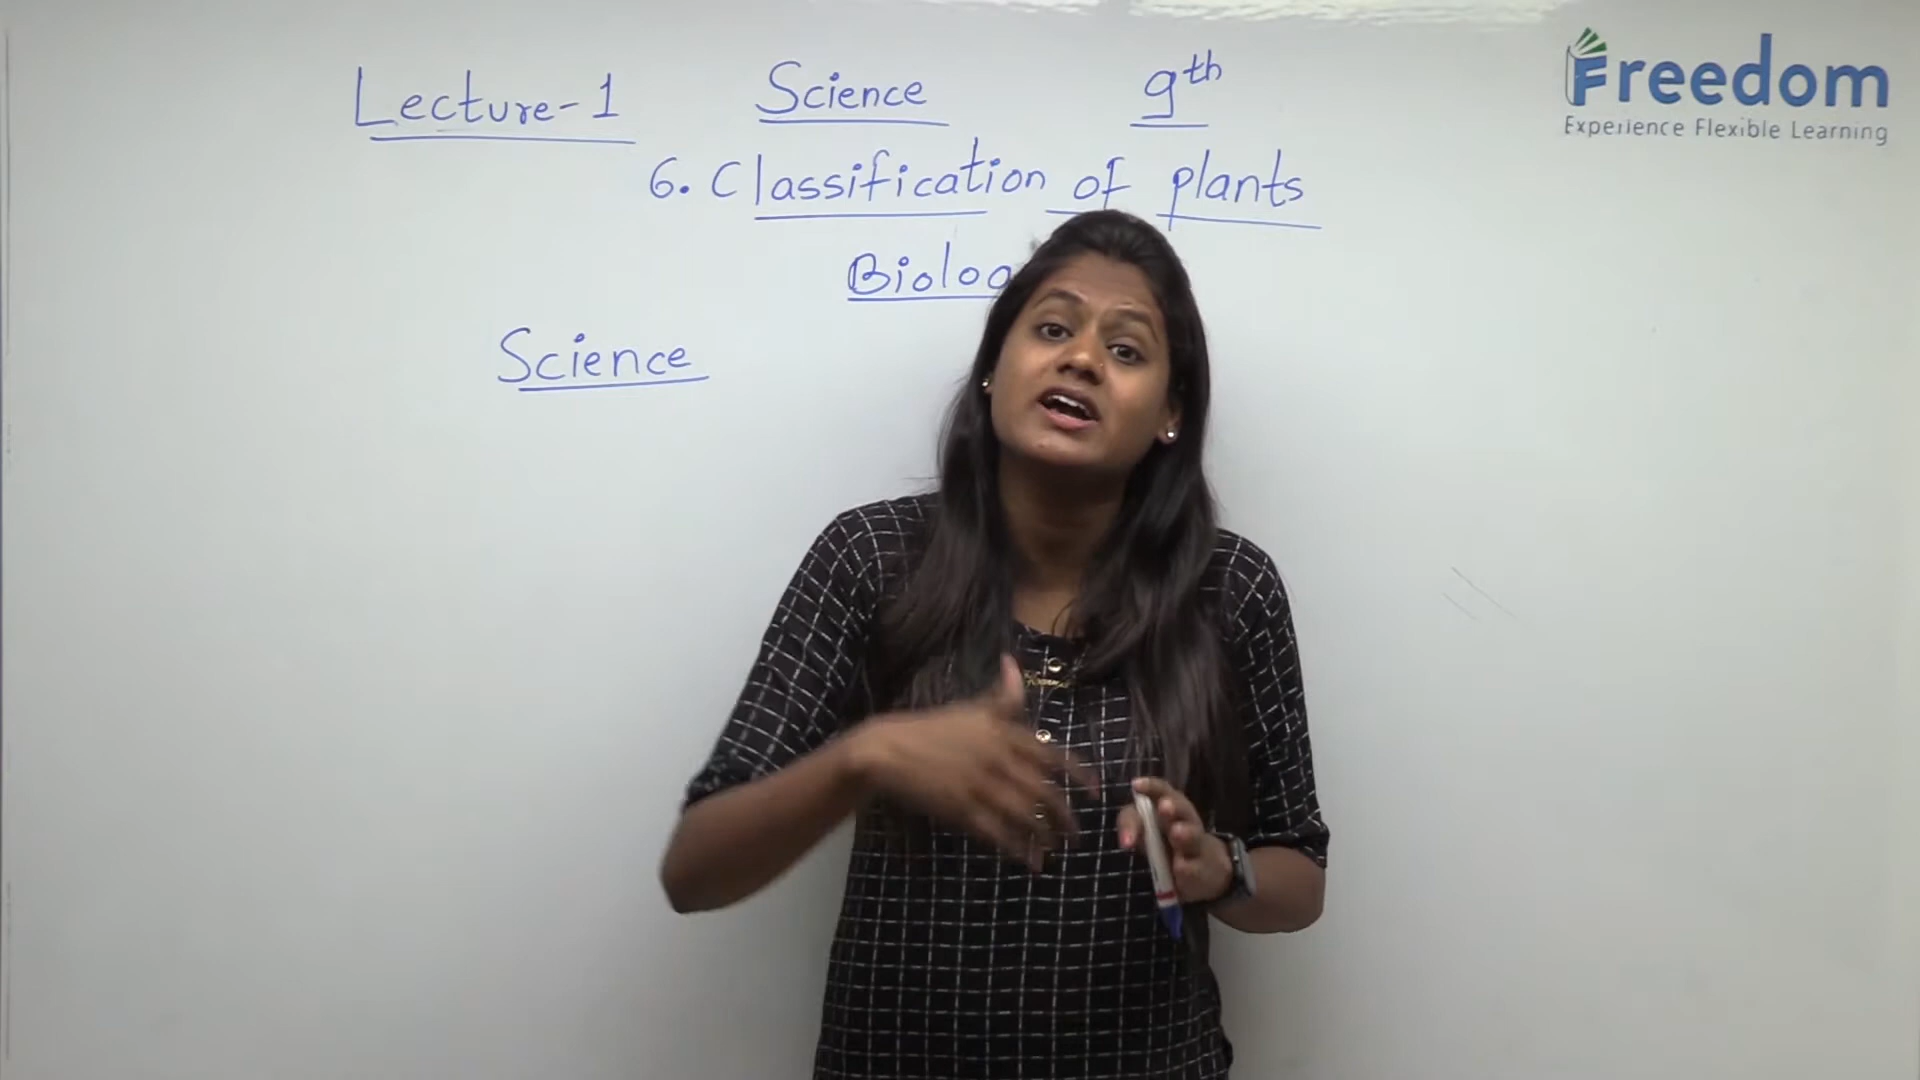 Lecture-1 Science 9th
6. Classification of plants
Science
Freedom
Experience Flexible Learning